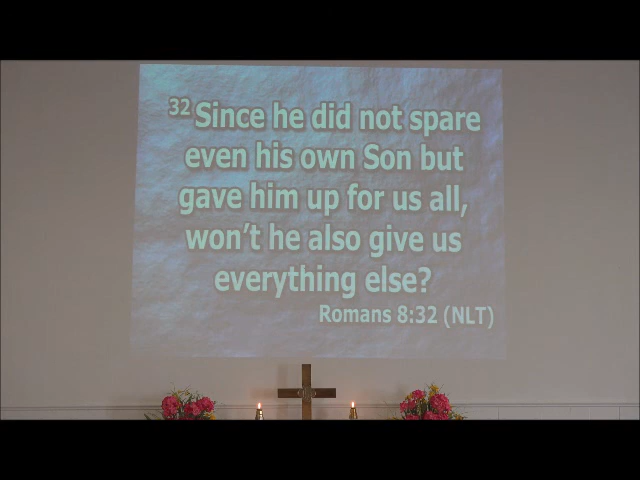 32 Since he did not spare
even his own Son but
gave him up for us all,
won't he also give us
everything else?
Romans 8:32 (NLT)